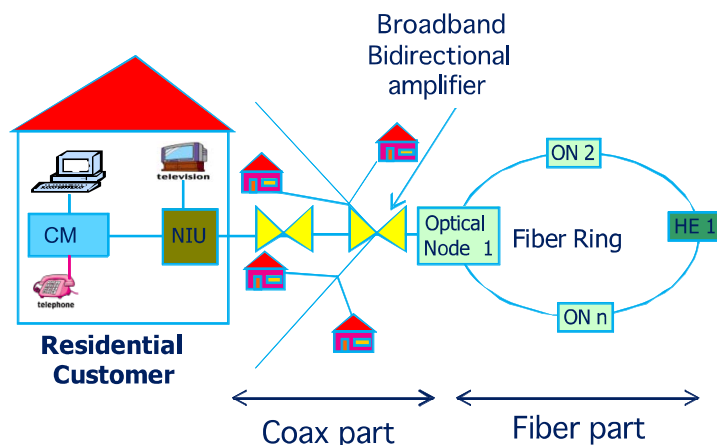 Broadband
Bidirectional
amplifier
television
CM
NIU
telephone
Optical
Node 1
Fiber Ring
ON 2
HE 1
ON n
Residential
Customer
Coax part
Fiber part